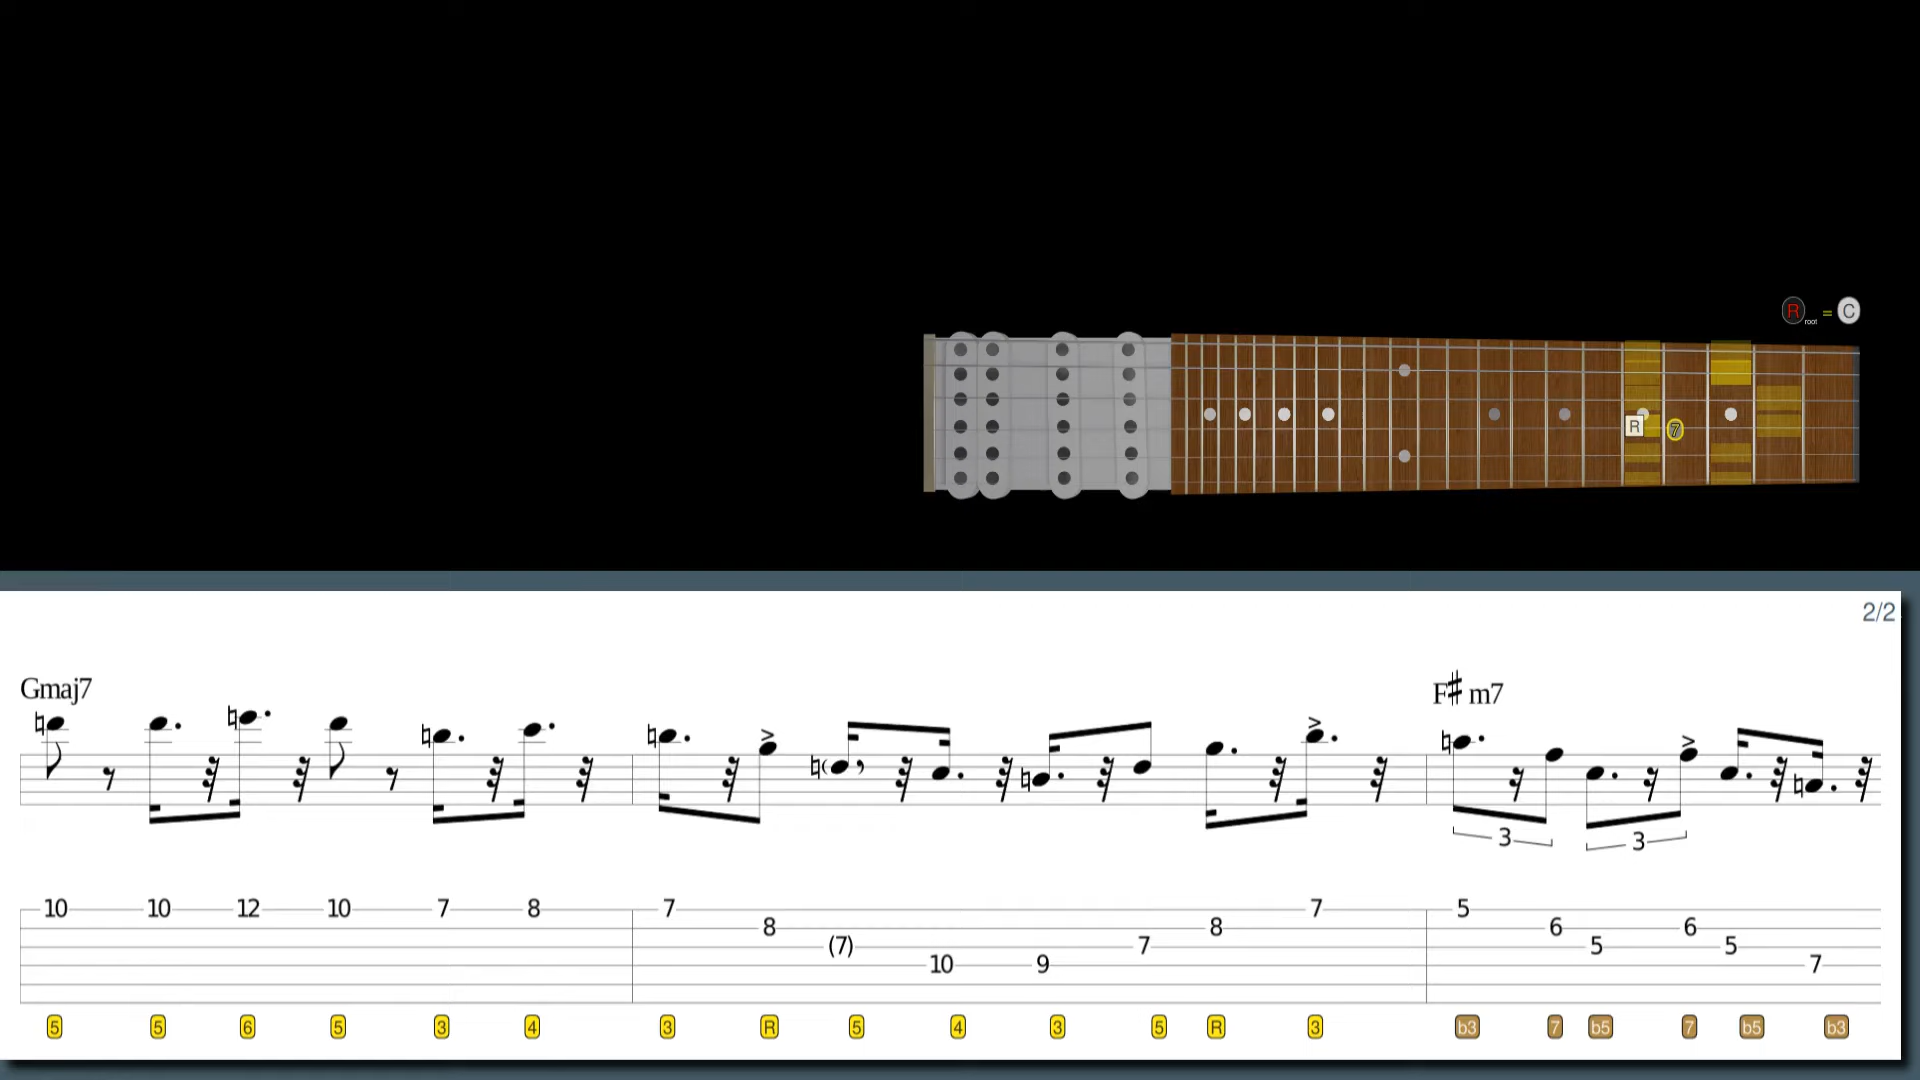 R root = C
R 7
2/2
Gmaj7 F♯ m7
3 3
10 10 12 10 7 8 7 7 5
8 8 6 6
(7) 7 5 5
10 9 7
5 5 6 5 3 4 3 R 5 4 3 5 R 3 b3 7 b5 7 b5 b3